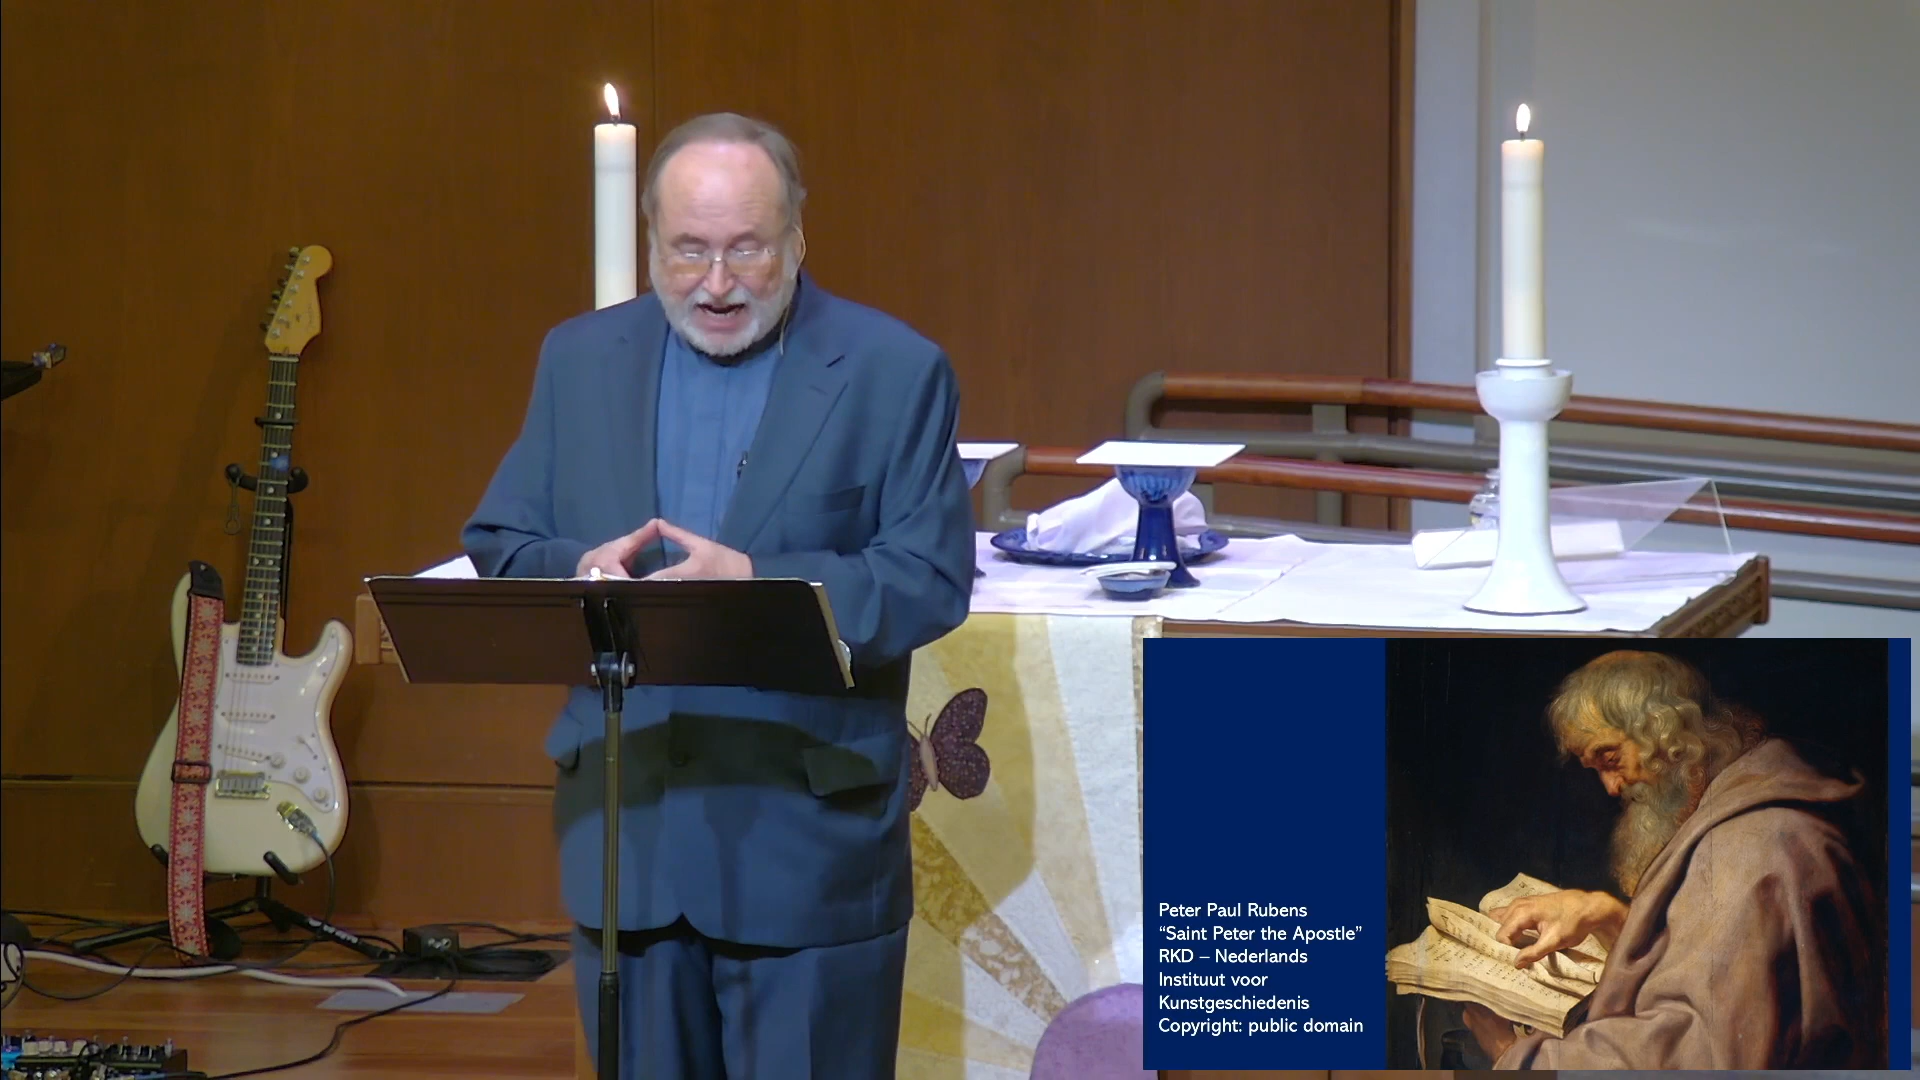 Peter Paul Rubens
“Saint Peter the Apostle”
RKD – Nederlands
Instituut voor
Kunstgeschiedenis
Copyright: public domain